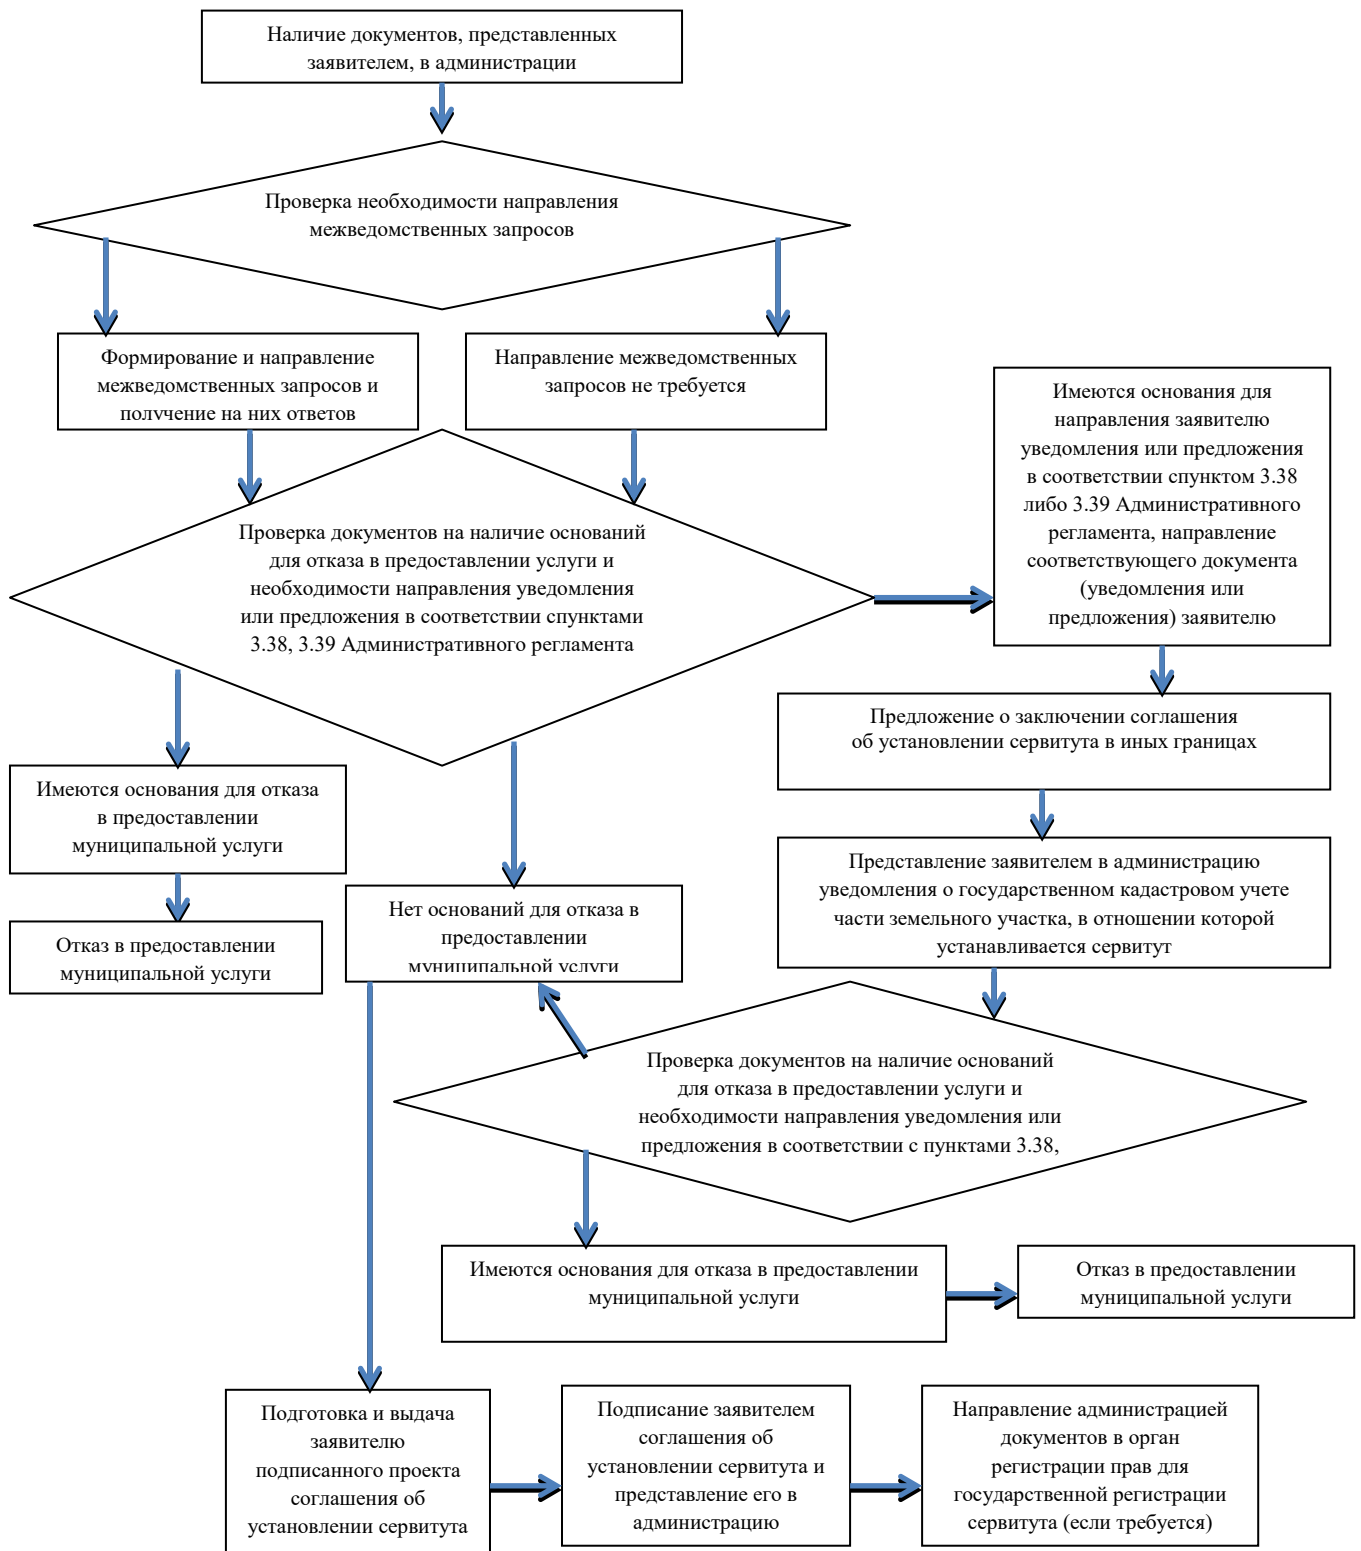 Наличие документов, представленных
заявителем, в администрации
Проверка необходимости направления
межведомственных запросов
Формирование и направление
межведомственных запросов и
получение на них ответов
Направление межведомственных
запросов не требуется
Имеются основания для
направления заявителю
уведомления или предложения
в соответствии спунктом 3.38
либо 3.39 Административного
регламента, направление
соответствующего документа
(уведомления или
предложения) заявителю
Проверка документов на наличие оснований
для отказа в предоставлении услуги и
необходимости направления уведомления
или предложения в соответствии спунктами
3.38, 3.39 Административного регламента
Предложение о заключении соглашения
об установлении сервитута в иных границах
Имеются основания для отказа
в предоставлении
муниципальной услуги
Представление заявителем в администрацию
уведомления о государственном кадастровом учете
части земельного участка, в отношении которой
устанавливается сервитут
Нет оснований для отказа в
предоставлении
муниципальной услуги
Отказ в предоставлении
муниципальной услуги
Проверка документов на наличие оснований
для отказа в предоставлении услуги и
необходимости направления уведомления или
предложения в соответствии с пунктами 3.38,
Имеются основания для отказа в предоставлении
муниципальной услуги
Отказ в предоставлении
муниципальной услуги
Подготовка и выдача
заявителю
подписанного проекта
соглашения об
установлении сервитута
Подписание заявителем
соглашения об
установлении сервитута и
представление его в
администрацию
Направление администрацией
документов в орган
регистрации прав для
государственной регистрации
сервитута (если требуется)